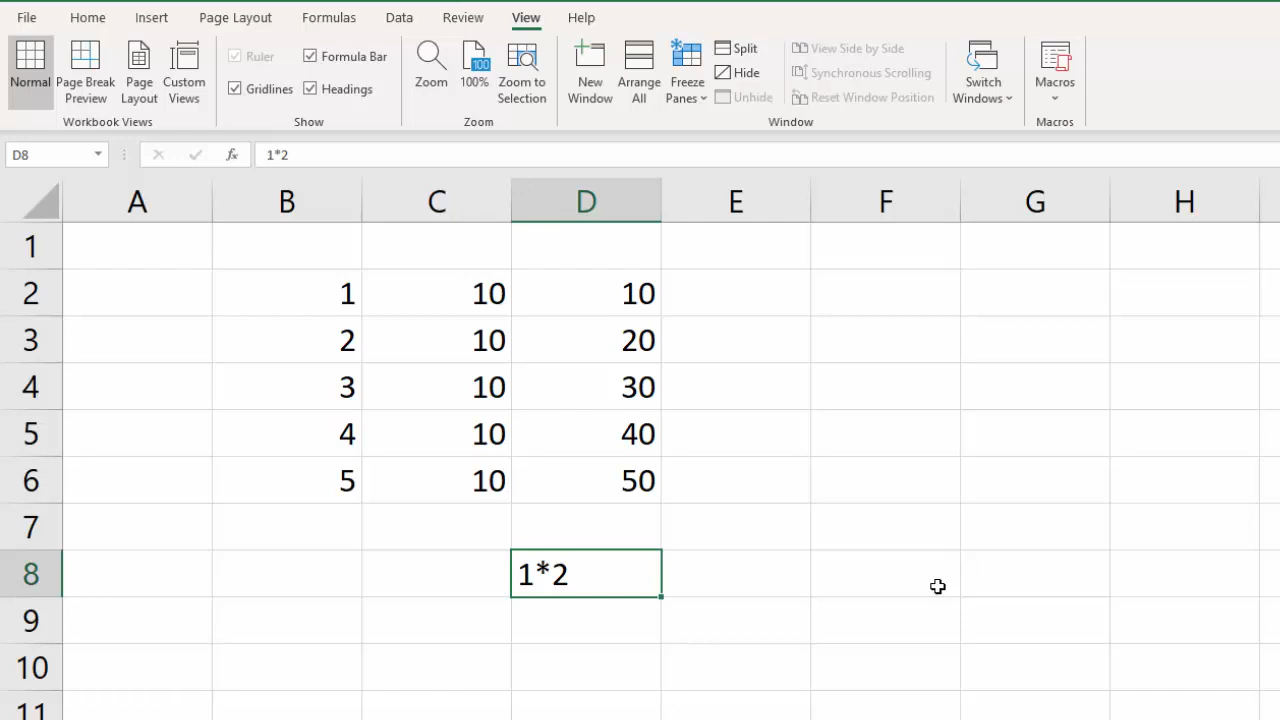 File Home Insert Page Layout Formulas Data Review View Help
Normal Page Break Preview Page Layout Custom Views
Workbook Views
Ruler Formula Bar
Gridlines Headings
Show
Zoom 100% Zoom to Selection
100
Zoom
New Window Arrange All Freeze Panes
Split
Hide
Unhide
View Side by Side
Synchronous Scrolling
Reset Window Position
Switch Windows
Window
Macros
Macros
D8 fx 1*2
A B C D E F G H
1
2 1 10 10
3 2 10 20
4 3 10 30
5 4 10 40
6 5 10 50
7
8 1*2
9
10
11